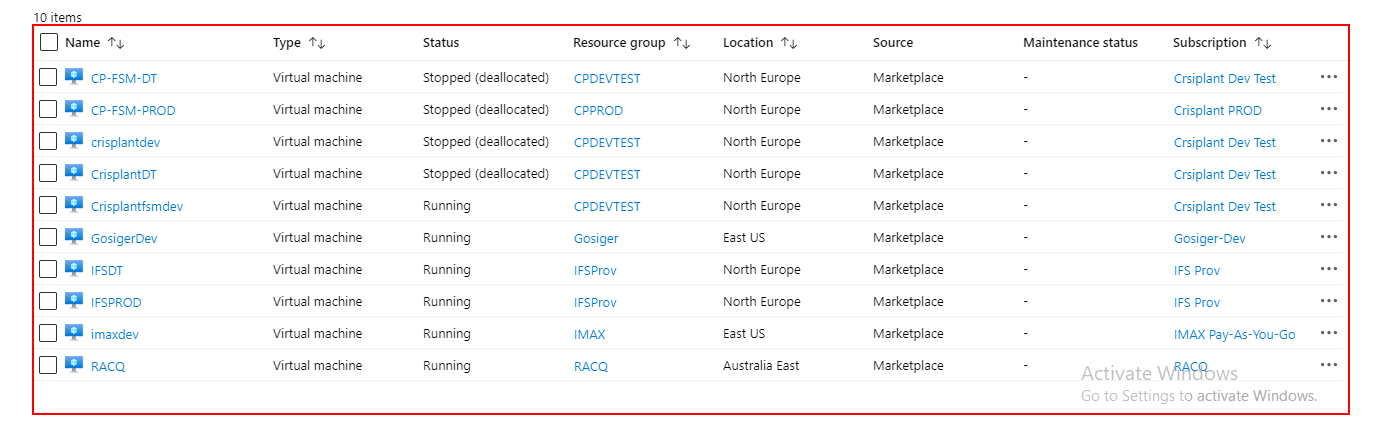 10 items
Name ↑↓ Type ↑↓ Status Resource group ↑↓ Location ↑↓ Source Maintenance status Subscription ↑↓
CP-FSM-DT Virtual machine Stopped (deallocated) CPDEVTEST North Europe Marketplace - Crsiplant Dev Test ...
CP-FSM-PROD Virtual machine Stopped (deallocated) CPPROD North Europe Marketplace - Crisplant PROD ...
crisplantdev Virtual machine Stopped (deallocated) CPDEVTEST North Europe Marketplace - Crsiplant Dev Test ...
CrisplantDT Virtual machine Stopped (deallocated) CPDEVTEST North Europe Marketplace - Crsiplant Dev Test ...
Crisplantfsmdev Virtual machine Running CPDEVTEST North Europe Marketplace - Crsiplant Dev Test ...
GosigerDev Virtual machine Running Gosiger East US Marketplace - Gosiger-Dev ...
IFSDT Virtual machine Running IFSProv North Europe Marketplace - IFS Prov ...
IFSPROD Virtual machine Running IFSProv North Europe Marketplace - IFS Prov ...
imaxdev Virtual machine Running IMAX East US Marketplace - IMAX Pay-As-You-Go ...
RACQ Virtual machine Running RACQ Australia East Marketplace - RACQ ...
Activate Windows
Go to Settings to activate Windows.